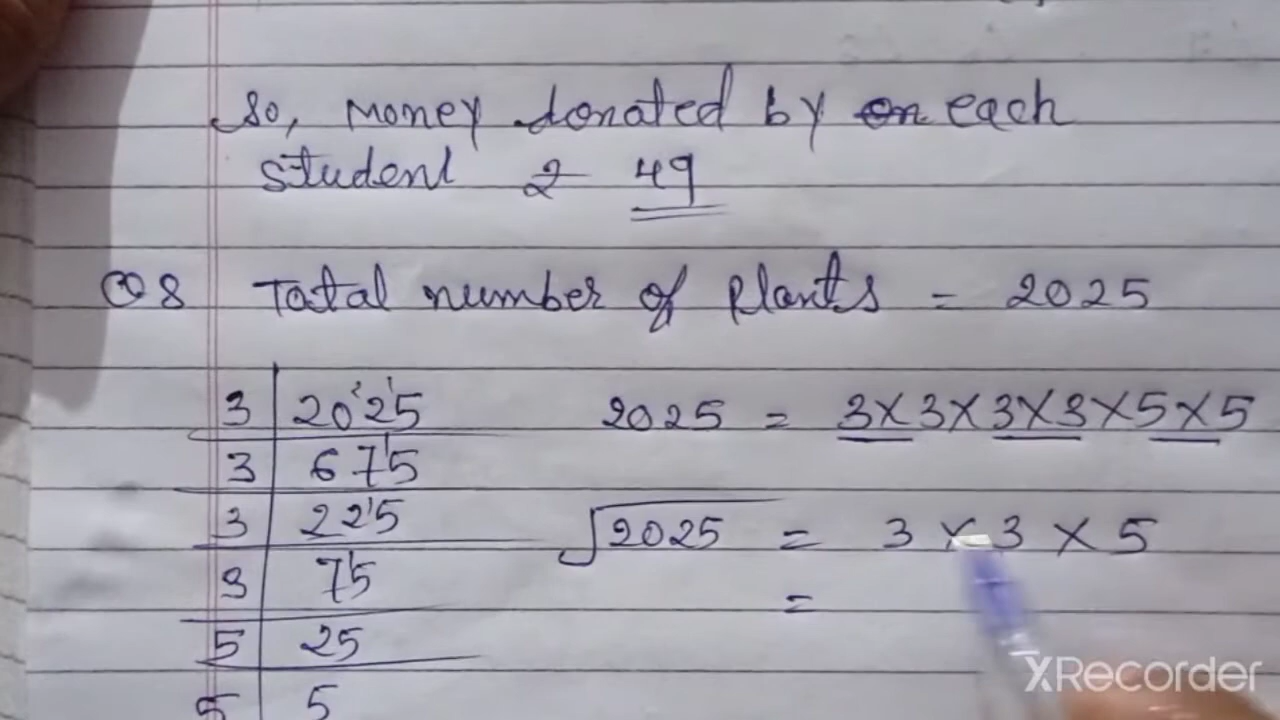 So, Money donated by on each
student = 49
Q8 Total number of Plants = 2025
3 | 2025 2025 = 3×3×3×3×5×5
3 | 675
3 | 225 √2025 = 3 × 3 × 5
3 | 75 =
5 | 25
5 | 5
XRecorder